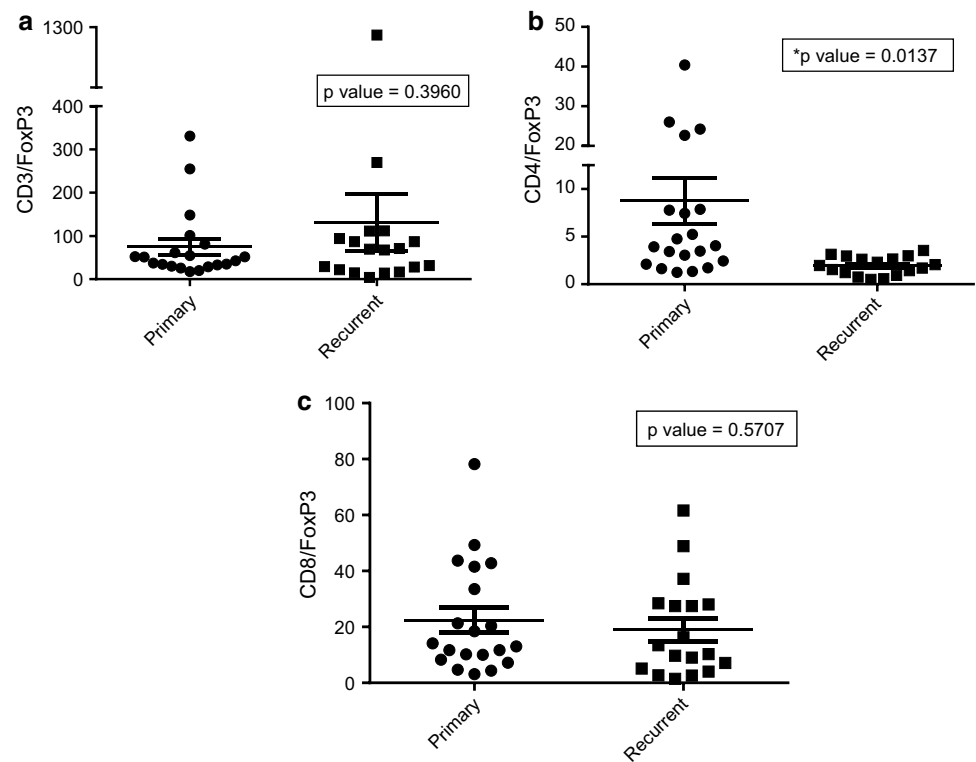 a
1300
400
300
200
100
0
CD3/FoxP3
p value = 0.3960
Primary
Recurrent
b
50
40
30
20
10
5
0
CD4/FoxP3
*p value = 0.0137
Primary
Recurrent
c
100
80
60
40
20
0
CD8/FoxP3
p value = 0.5707
Primary
Recurrent